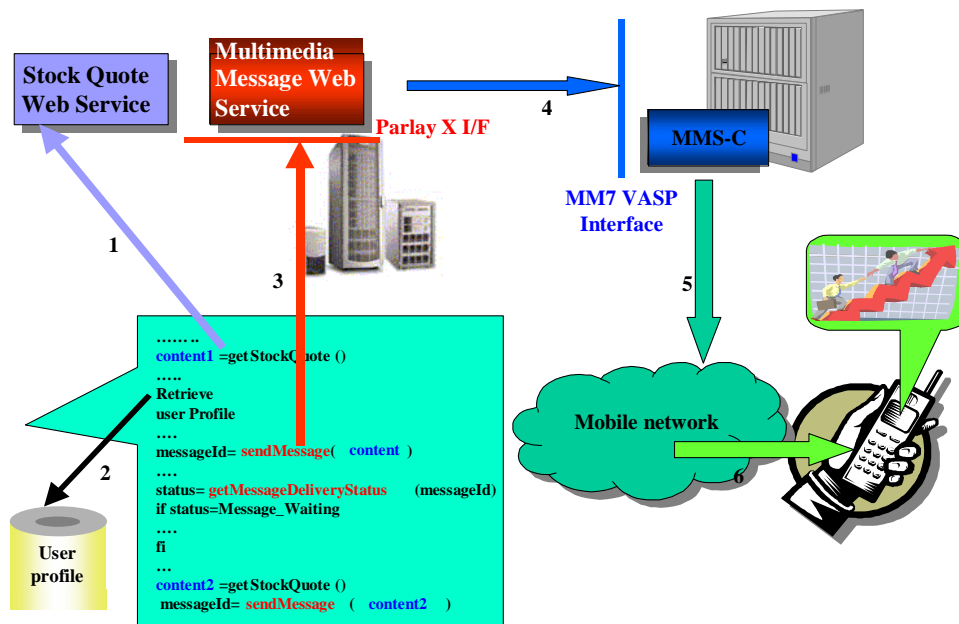 Stock Quote
Web Service
Multimedia
Message Web
Service
Parlay X I/F
4
MMS-C
MM7 VASP
Interface
1
3
5
…… ..
content1 =getStockQuote ()
…..
Retrieve
user Profile
….
messageId= sendMessage( content )
….
status= getMessageDeliveryStatus (messageId)
if status=Message_Waiting
….
fi
…
content2 =getStockQuote ()
messageId= sendMessage ( content2 )
2
User
profile
Mobile network
6